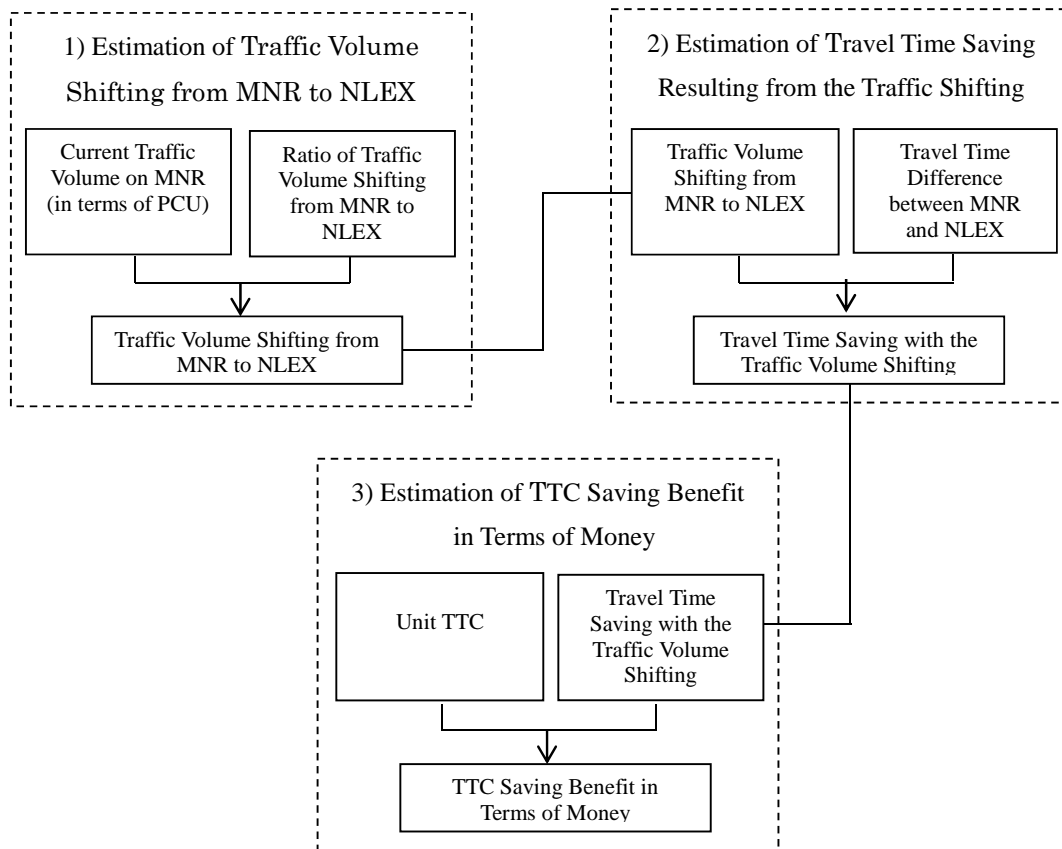 1) Estimation of Traffic Volume
Shifting from MNR to NLEX
Current Traffic
Volume on MNR
(in terms of PCU)
Ratio of Traffic
Volume Shifting
from MNR to
NLEX
Traffic Volume Shifting from
MNR to NLEX
2) Estimation of Travel Time Saving
Resulting from the Traffic Shifting
Traffic Volume
Shifting from
MNR to NLEX
Travel Time
Difference
between MNR
and NLEX
Travel Time Saving with the
Traffic Volume Shifting
3) Estimation of TTC Saving Benefit
in Terms of Money
Unit TTC
Travel Time
Saving with the
Traffic Volume
Shifting
TTC Saving Benefit in
Terms of Money